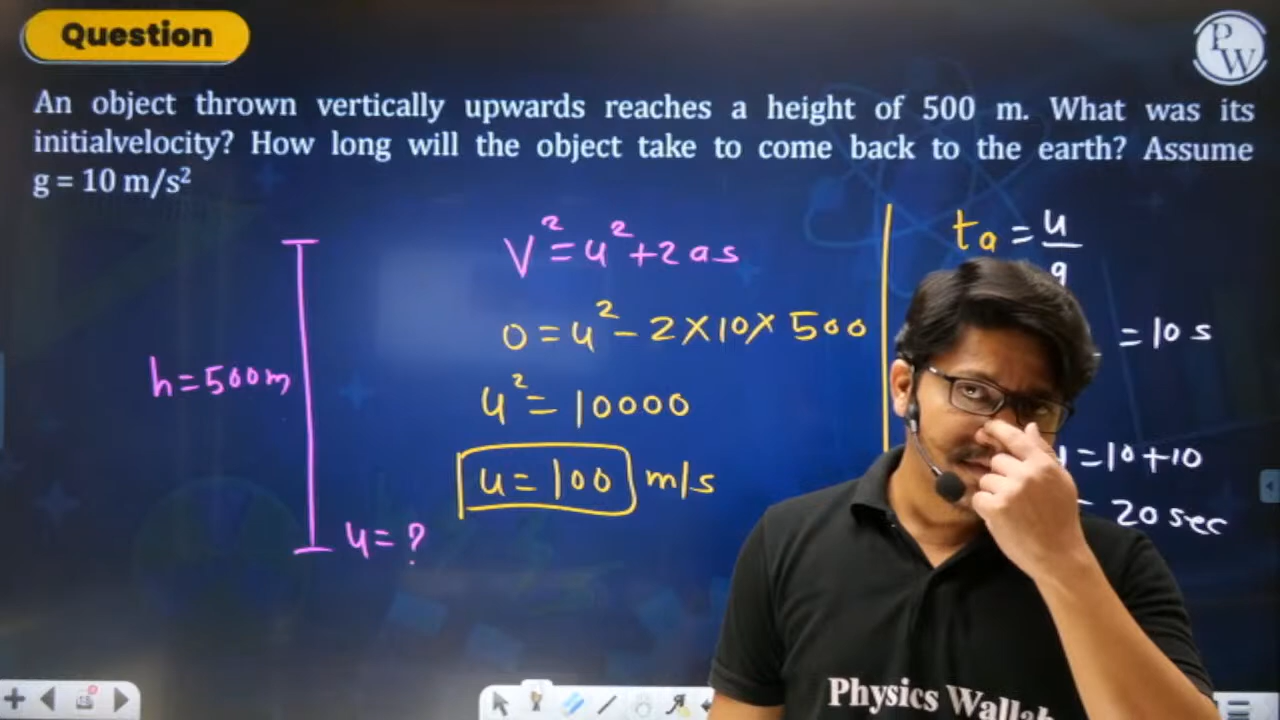 Question
PW
An object thrown vertically upwards reaches a height of 500 m. What was its
initialvelocity? How long will the object take to come back to the earth? Assume
g = 10 m/s²
h=500m
u=?
V²=u²+2as
0=u²-2×10×500
u²=10000
u=100 m/s
tₐ=u/g
=10s
=10+10
20 sec
Physics Wallah